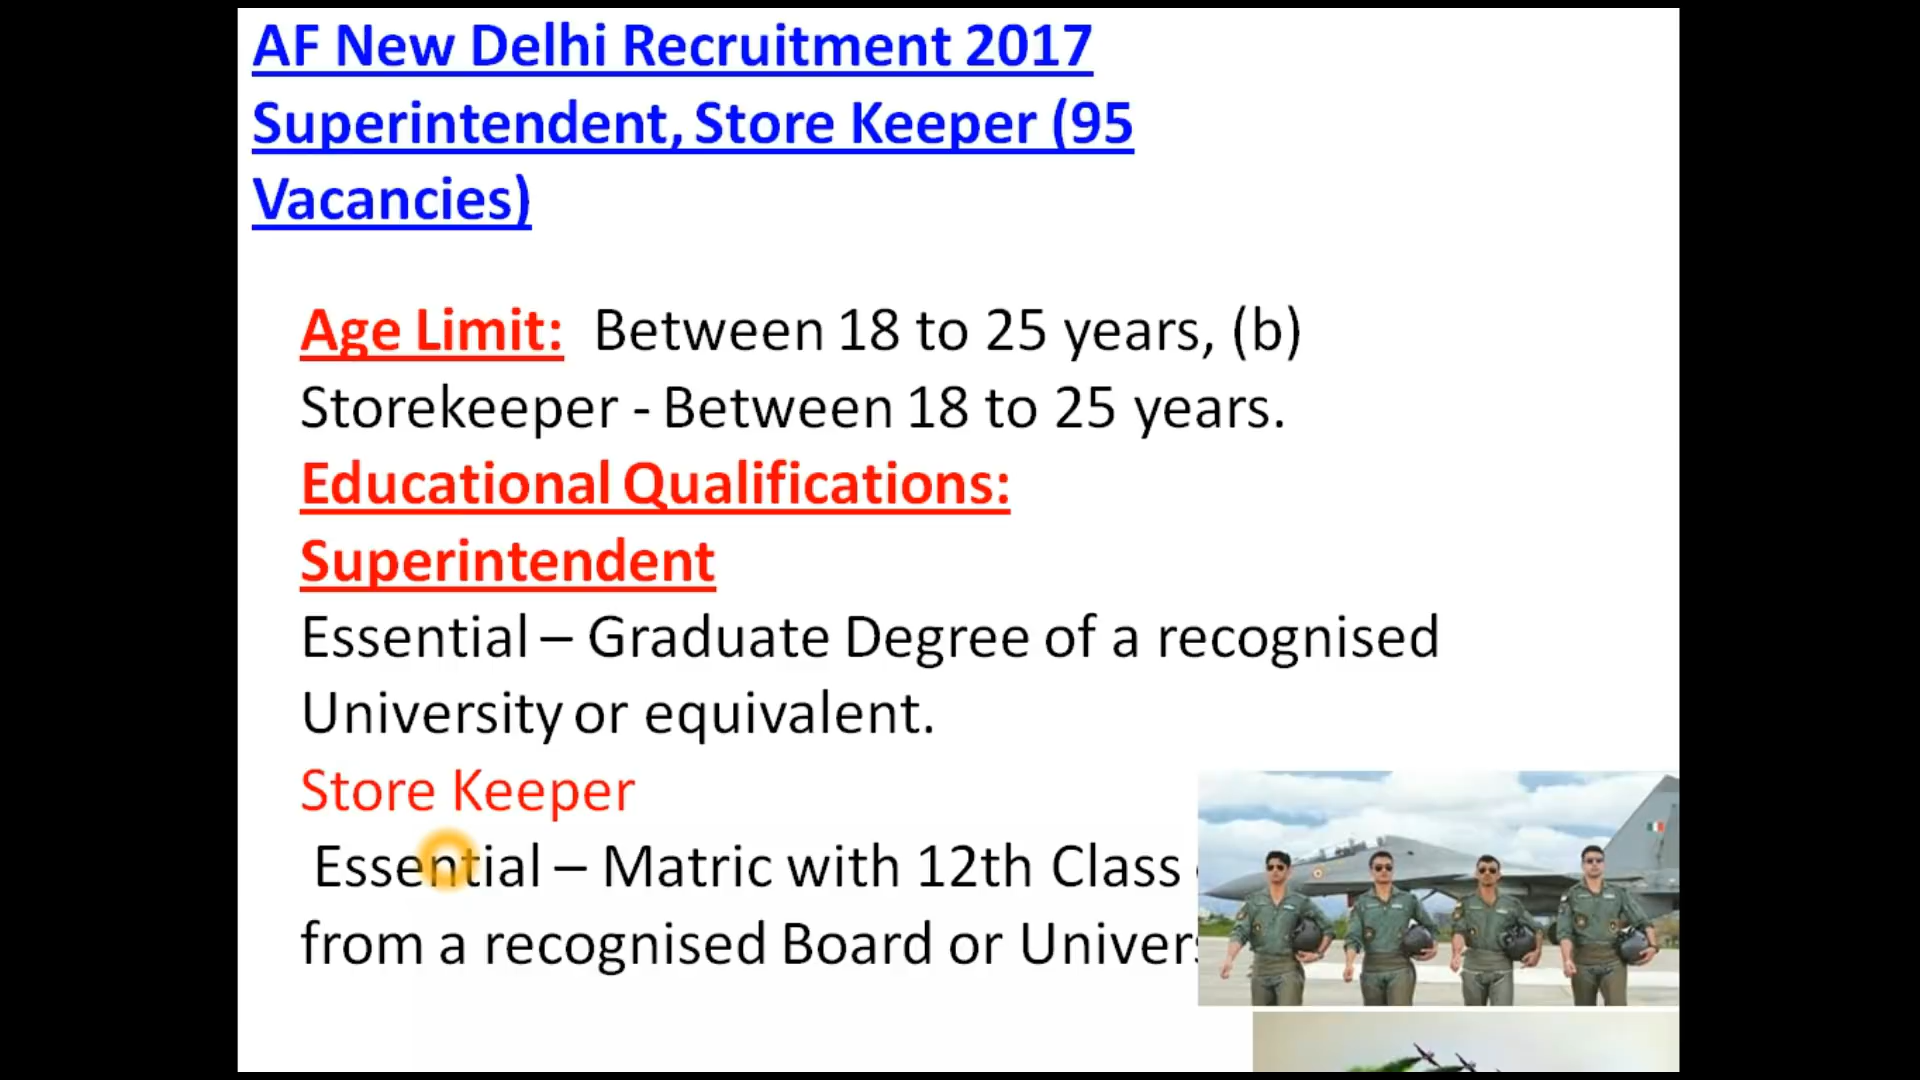 AF New Delhi Recruitment 2017
Superintendent, Store Keeper (95
Vacancies)
Age Limit: Between 18 to 25 years, (b)
Storekeeper - Between 18 to 25 years.
Educational Qualifications:
Superintendent
Essential – Graduate Degree of a recognised
University or equivalent.
Store Keeper
Essential – Matric with 12th Class
from a recognised Board or